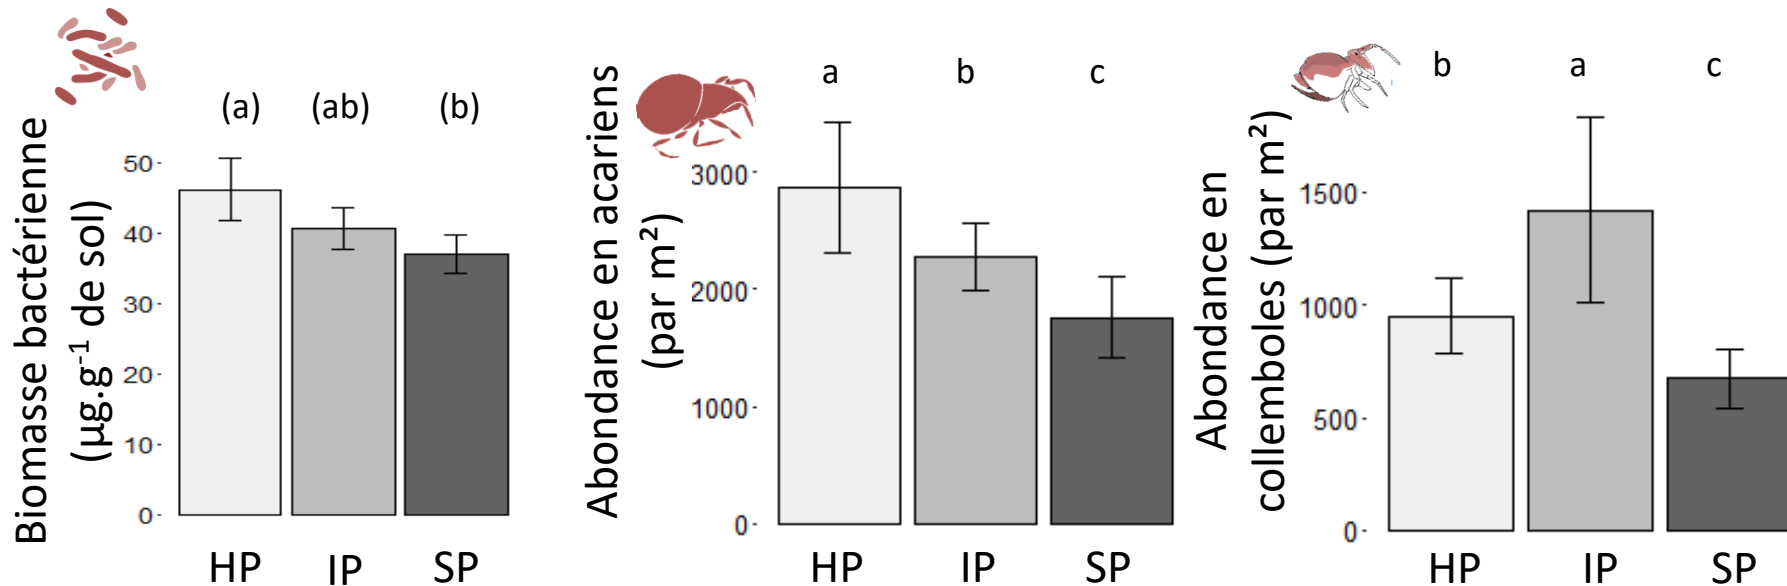 Biomasse bactérienne
(µg.g⁻¹ de sol)
(a) (ab) (b)
50
40
30
20
10
0
HP IP SP
Abondance en acariens
(par m²)
a b c
3000
2000
1000
0
HP IP SP
Abondance en
collemboles (par m²)
b a c
1500
1000
500
0
HP IP SP